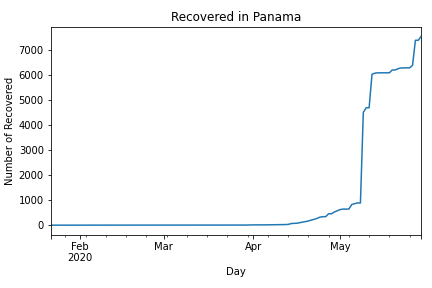 Recovered in Panama
Number of Recovered
7000
6000
5000
4000
3000
2000
1000
0
Feb
2020
Mar
Apr
May
Day